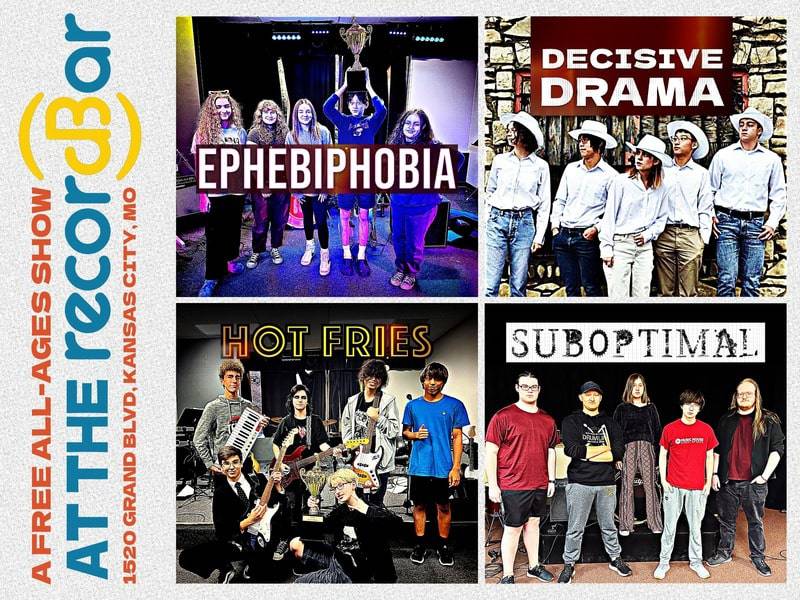 A FREE ALL-AGES SHOW
AT THE recordBar
1520 GRAND BLVD, KANSAS CITY, MO
EPHEBIPHOBIA
DECISIVE
DRAMA
HOT FRIES
SUBOPTIMAL